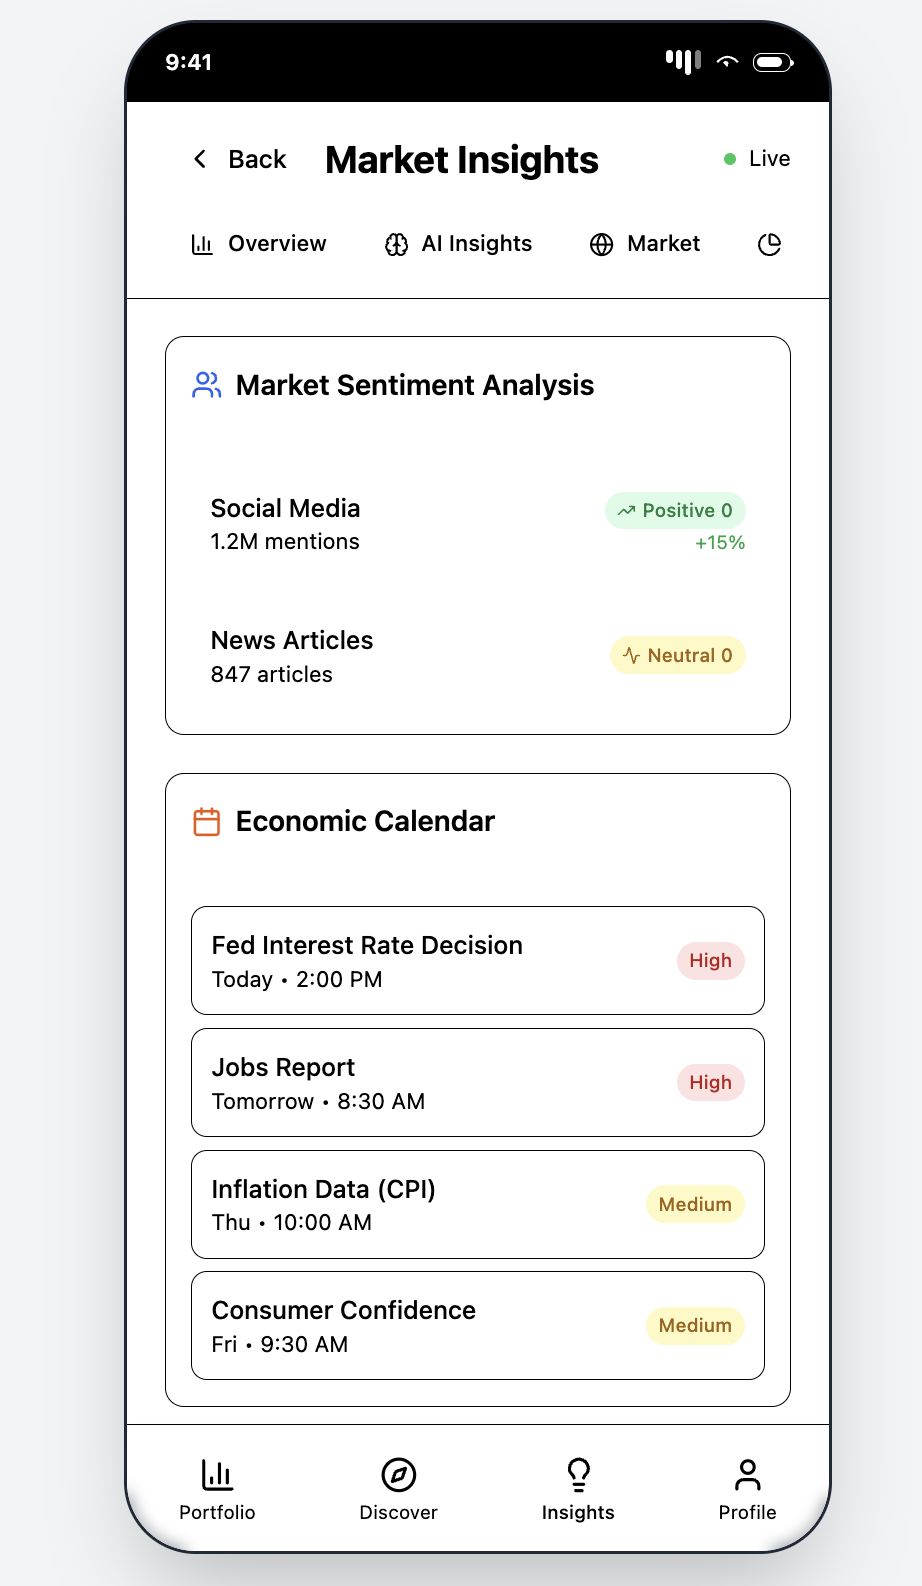 9:41
Back
Market Insights
Live
Overview
AI Insights
Market
Market Sentiment Analysis
Social Media
Positive 0
1.2M mentions
+15%
News Articles
Neutral 0
847 articles
Economic Calendar
Fed Interest Rate Decision
High
Today • 2:00 PM
Jobs Report
High
Tomorrow • 8:30 AM
Inflation Data (CPI)
Medium
Thu • 10:00 AM
Consumer Confidence
Medium
Fri • 9:30 AM
Portfolio
Discover
Insights
Profile